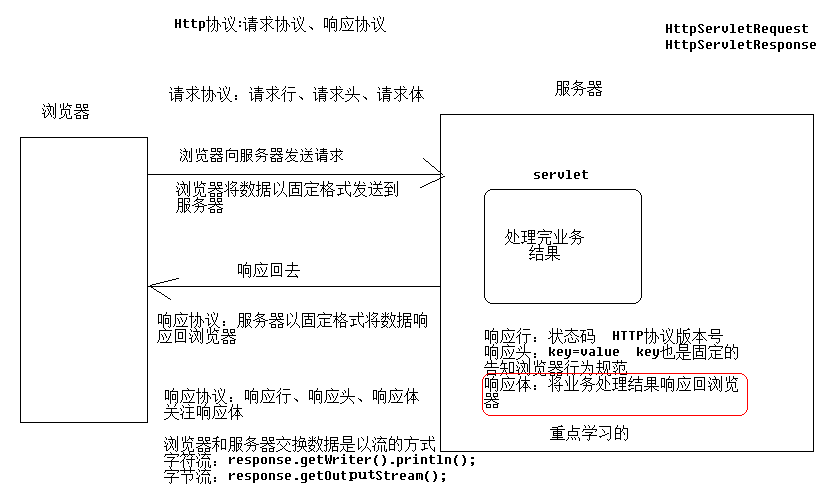 Http协议:请求协议、响应协议
HttpServletRequest
HttpServletResponse
请求协议：请求行、请求头、请求体
服务器
浏览器
浏览器向服务器发送请求
浏览器将数据以固定格式发送到
服务器
servlet
处理完业务
结果
响应回去
响应协议：服务器以固定格式将数据响
应回浏览器
响应行：状态码 HTTP协议版本号
响应头：key=value key也是固定的
告知浏览器行为规范
响应体：将业务处理结果响应回浏览
器
重点学习的
响应协议：响应行、响应头、响应体
关注响应体
浏览器和服务器交换数据是以流的方式
字符流：response.getWriter().println();
字节流：response.getOutputStream();